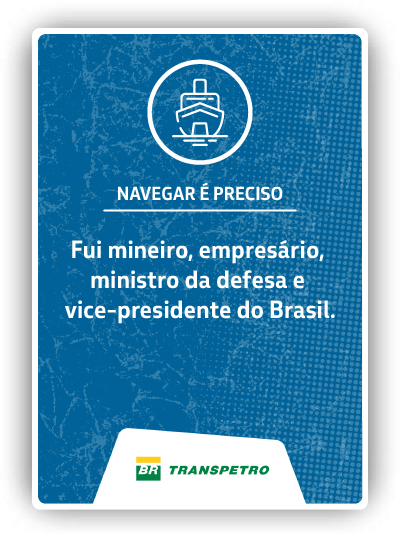 NAVEGAR É PRECISO
Fui mineiro, empresário,
ministro da defesa e
vice-presidente do Brasil.
BR TRANSPETRO